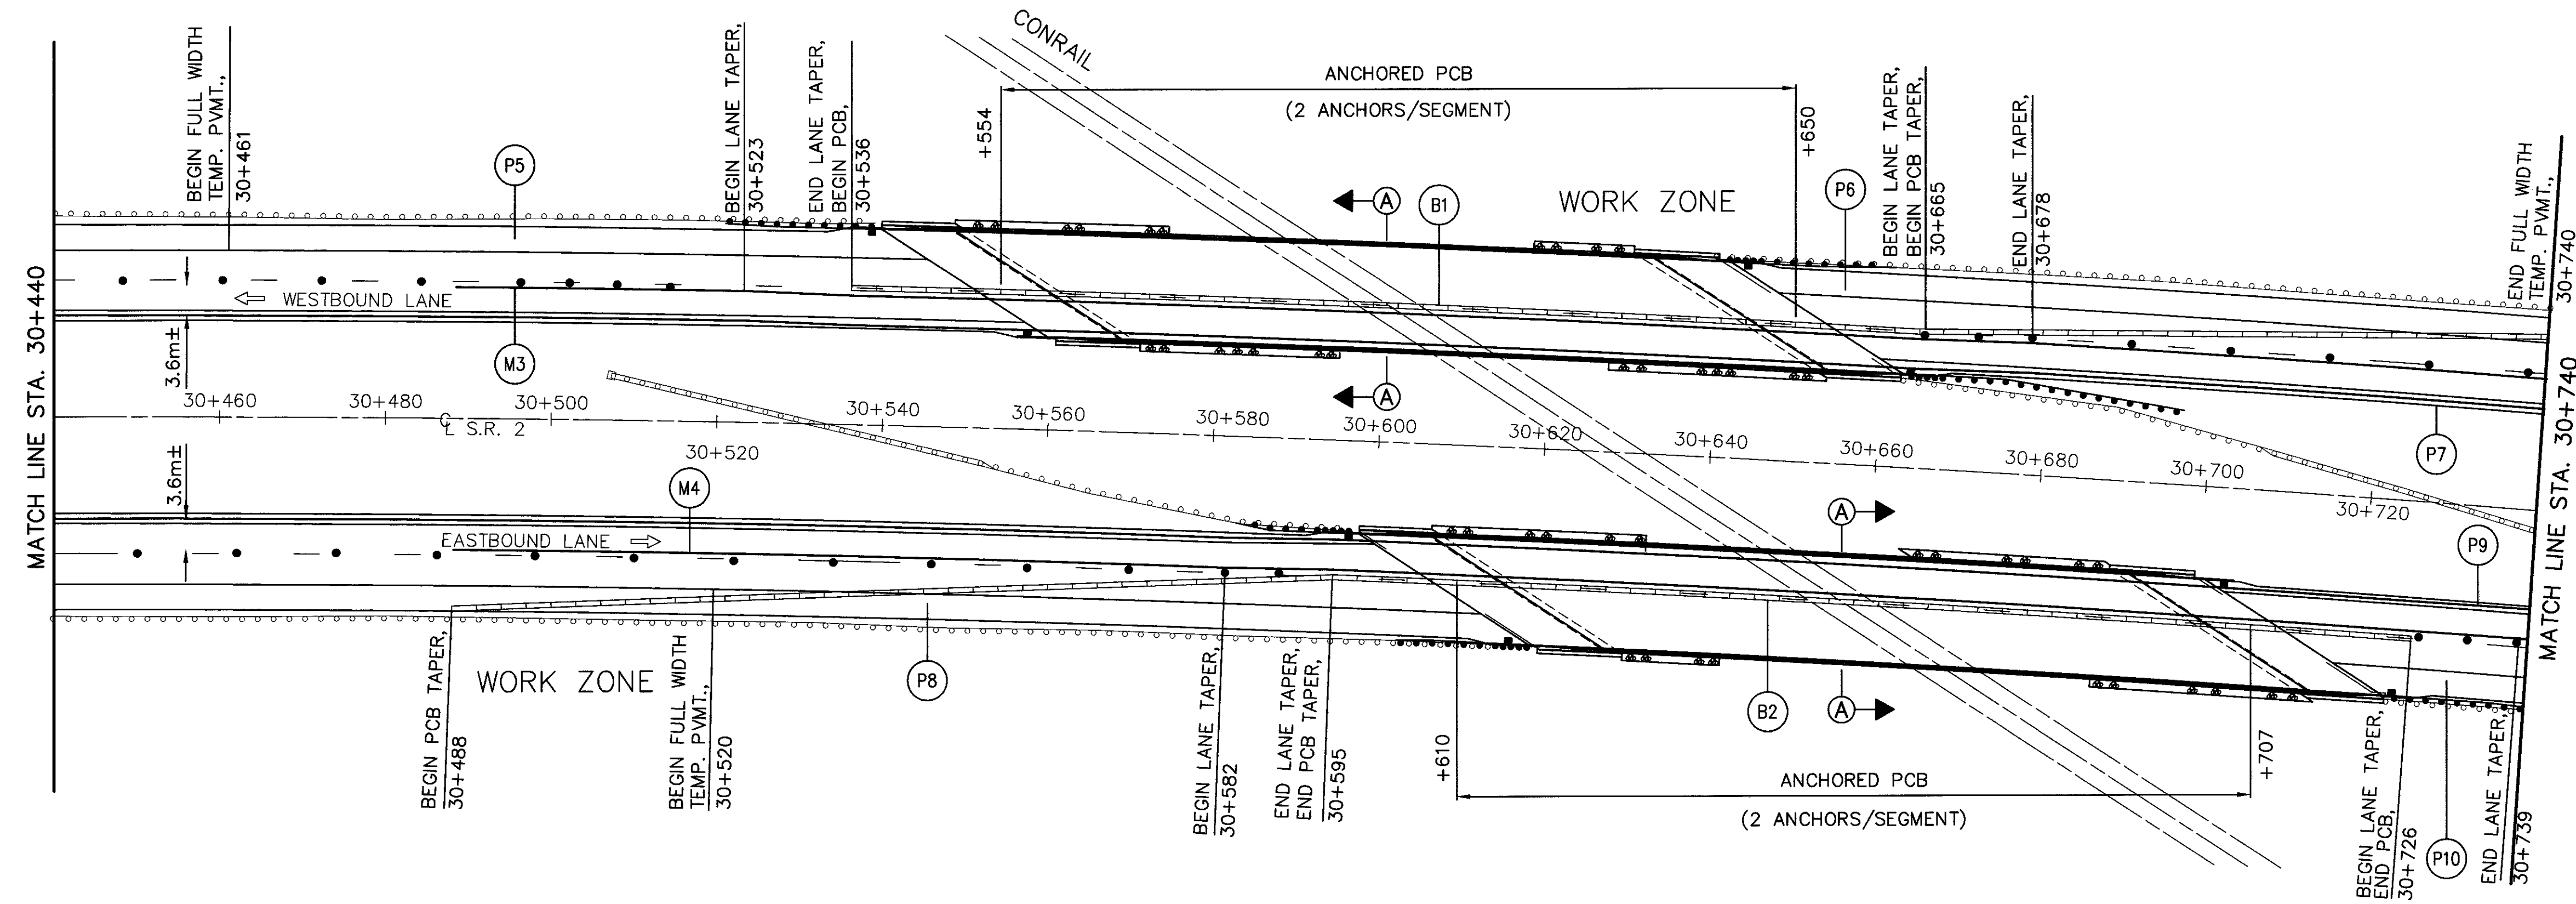 MATCH LINE STA. 30+440
BEGIN FULL WIDTH
TEMP. PVMT.,
30+461
P5
BEGIN LANE TAPER,
30+523
END LANE TAPER,
BEGIN PCB,
30+536
CONRAIL
ANCHORED PCB
(2 ANCHORS/SEGMENT)
+554
+650
A
B1
WORK ZONE
P6
BEGIN LANE TAPER,
BEGIN PCB TAPER,
30+665
END LANE TAPER,
30+678
END FULL WIDTH
TEMP. PVMT.,
30+740
WESTBOUND LANE
M3
3.6m±
A
30+460
30+480
30+500
30+520
30+540
30+560
30+580
30+600
30+620
30+640
30+660
30+680
30+700
30+720
℄ S.R. 2
P7
MATCH LINE STA. 30+740
3.6m±
M4
EASTBOUND LANE
A
P9
BEGIN PCB TAPER,
30+488
WORK ZONE
BEGIN FULL WIDTH
TEMP. PVMT.,
30+520
P8
BEGIN LANE TAPER,
30+582
END LANE TAPER,
END PCB TAPER,
30+595
+610
B2
A
ANCHORED PCB
(2 ANCHORS/SEGMENT)
+707
BEGIN LANE TAPER,
END PCB,
30+726
P10
END LANE TAPER,
30+739